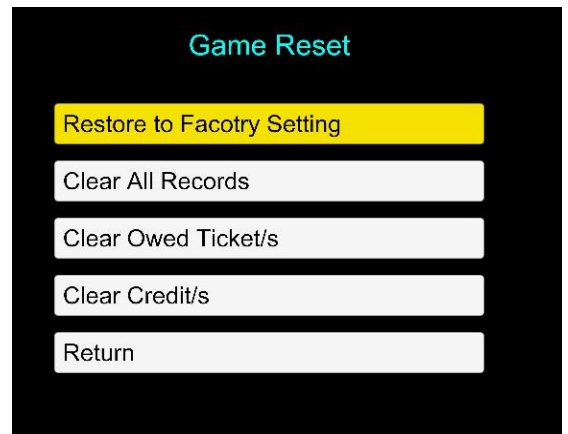 Game Reset
Restore to Facotry Setting
Clear All Records
Clear Owed Ticket/s
Clear Credit/s
Return